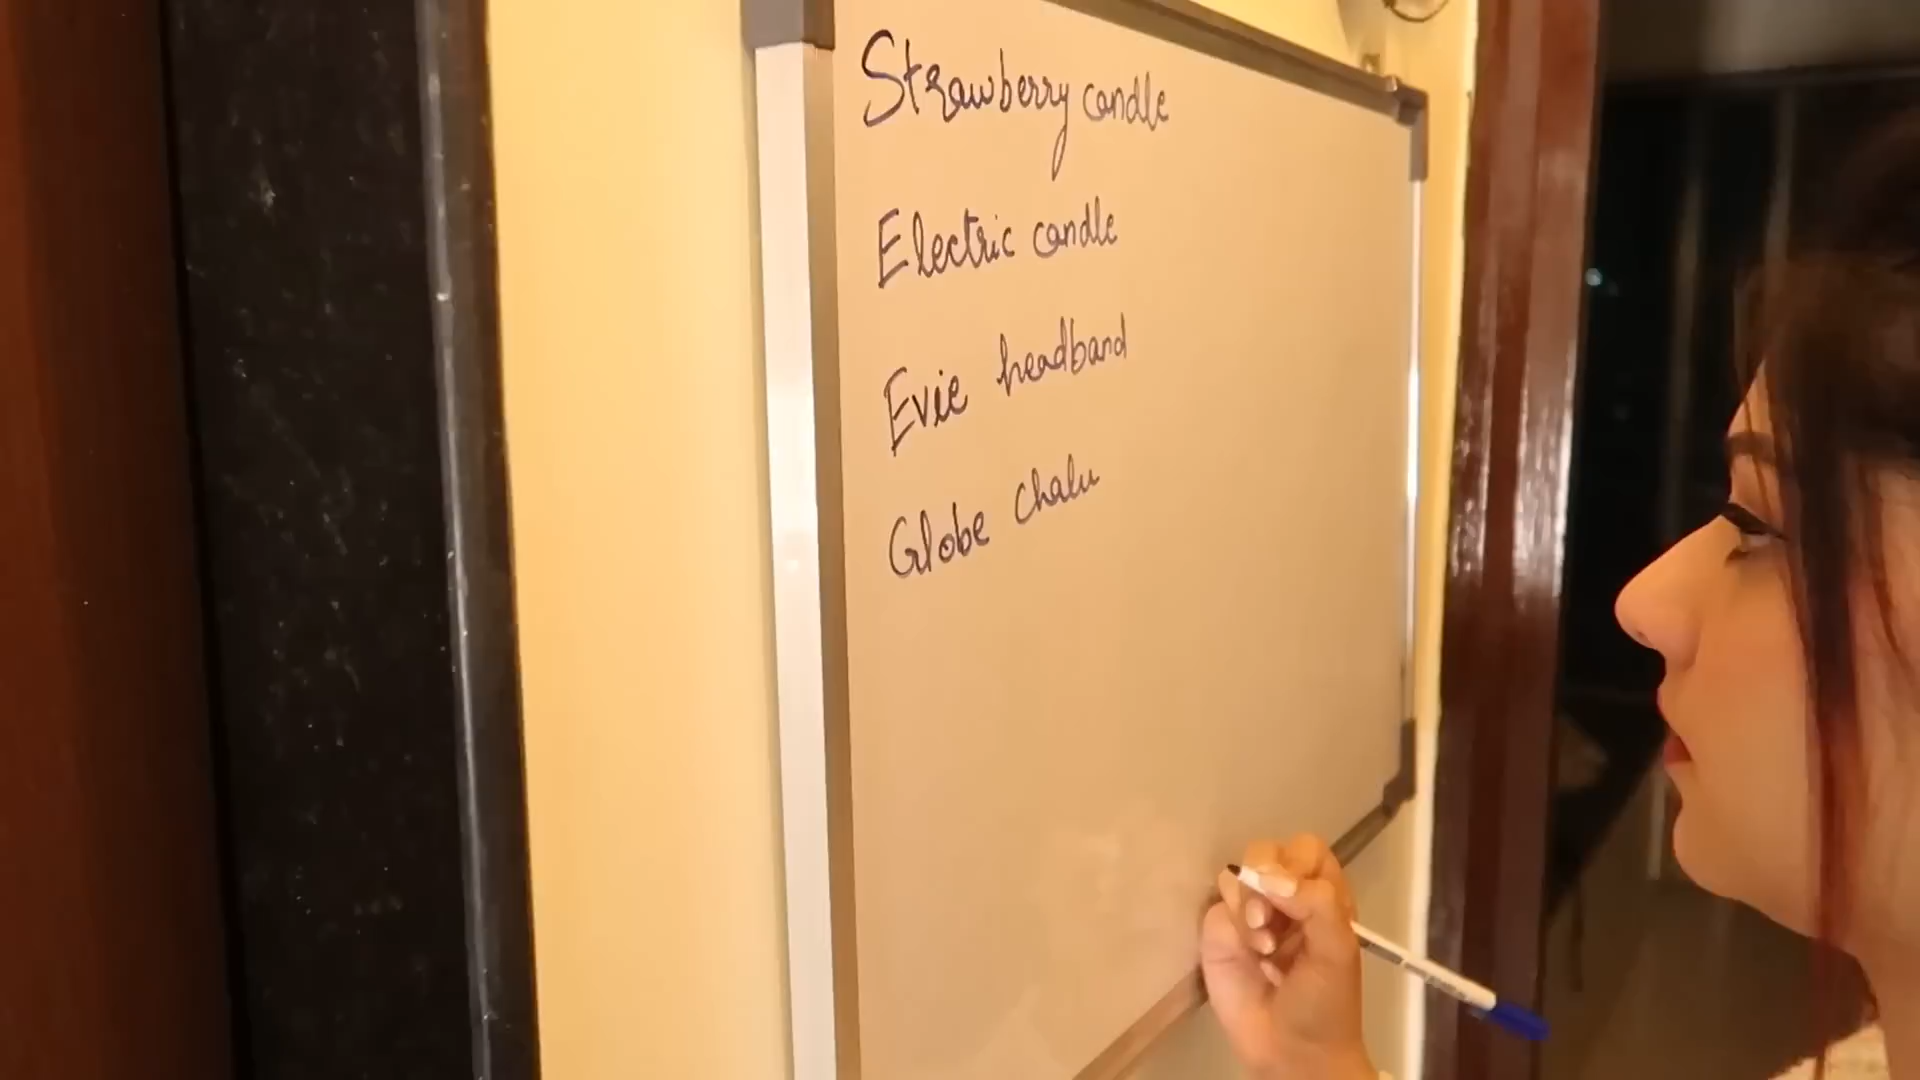 Strawberry candle
Electric candle
Evie headband
Globe chalu